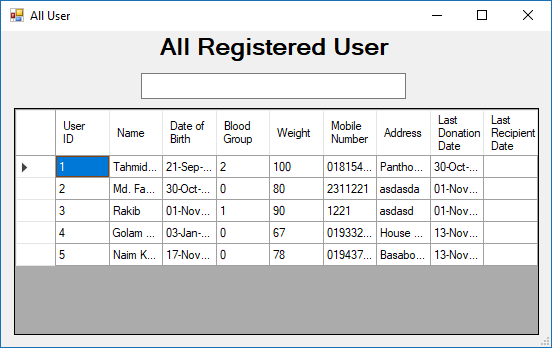 All User
All Registered User
User ID Name Date of Birth Blood Group Weight Mobile Number Address Last Donation Date Last Recipient Date
1 Tahmid... 21-Sep-... 2 100 018154... Pantho... 30-Oct-...
2 Md. Fa... 30-Oct-... 0 80 2311221 asdasda 01-Nov...
3 Rakib 01-Nov... 1 90 1221 asdasd 01-Nov...
4 Golam ... 03-Jan-... 0 67 019332... House ... 13-Nov...
5 Naim K... 17-Nov... 0 78 019437... Basabo... 13-Nov...